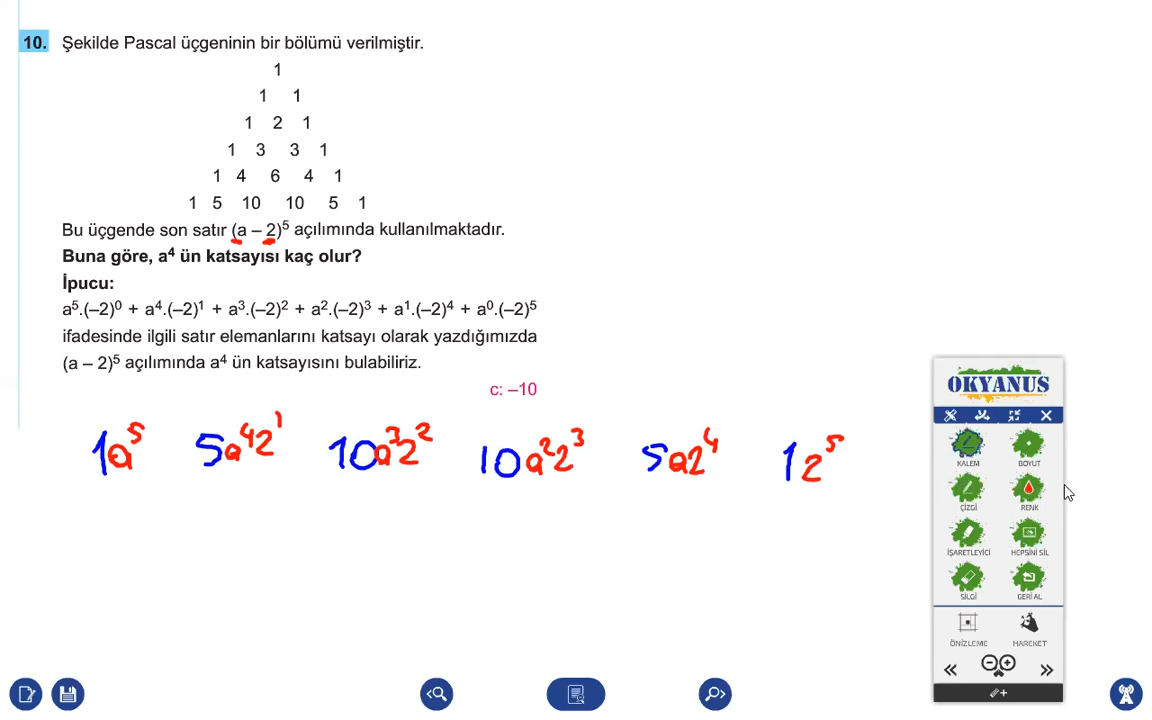 10. Şekilde Pascal üçgeninin bir bölümü verilmiştir.
1
1 1
1 2 1
1 3 3 1
1 4 6 4 1
1 5 10 10 5 1
Bu üçgende son satır (a – 2)⁵ açılımında kullanılmaktadır.
Buna göre, a⁴ ün katsayısı kaç olur?
İpucu:
a⁵.(–2)⁰ + a⁴.(–2)¹ + a³.(–2)² + a².(–2)³ + a¹.(–2)⁴ + a⁰.(–2)⁵
ifadesinde ilgili satır elemanlarını katsayı olarak yazdığımızda
(a – 2)⁵ açılımında a⁴ ün katsayısını bulabiliriz.
c: –10
1a⁵ 5a⁴2¹ 10a³2² 10a²2³ 5a2⁴ 12⁵
OKYANUS
KALEM BOYUT
ÇİZGİ RENK
İŞARETLEYİCİ HEPSİNİ SİL
SİLGİ GERİ AL
ÖNİZLEME HAREKET